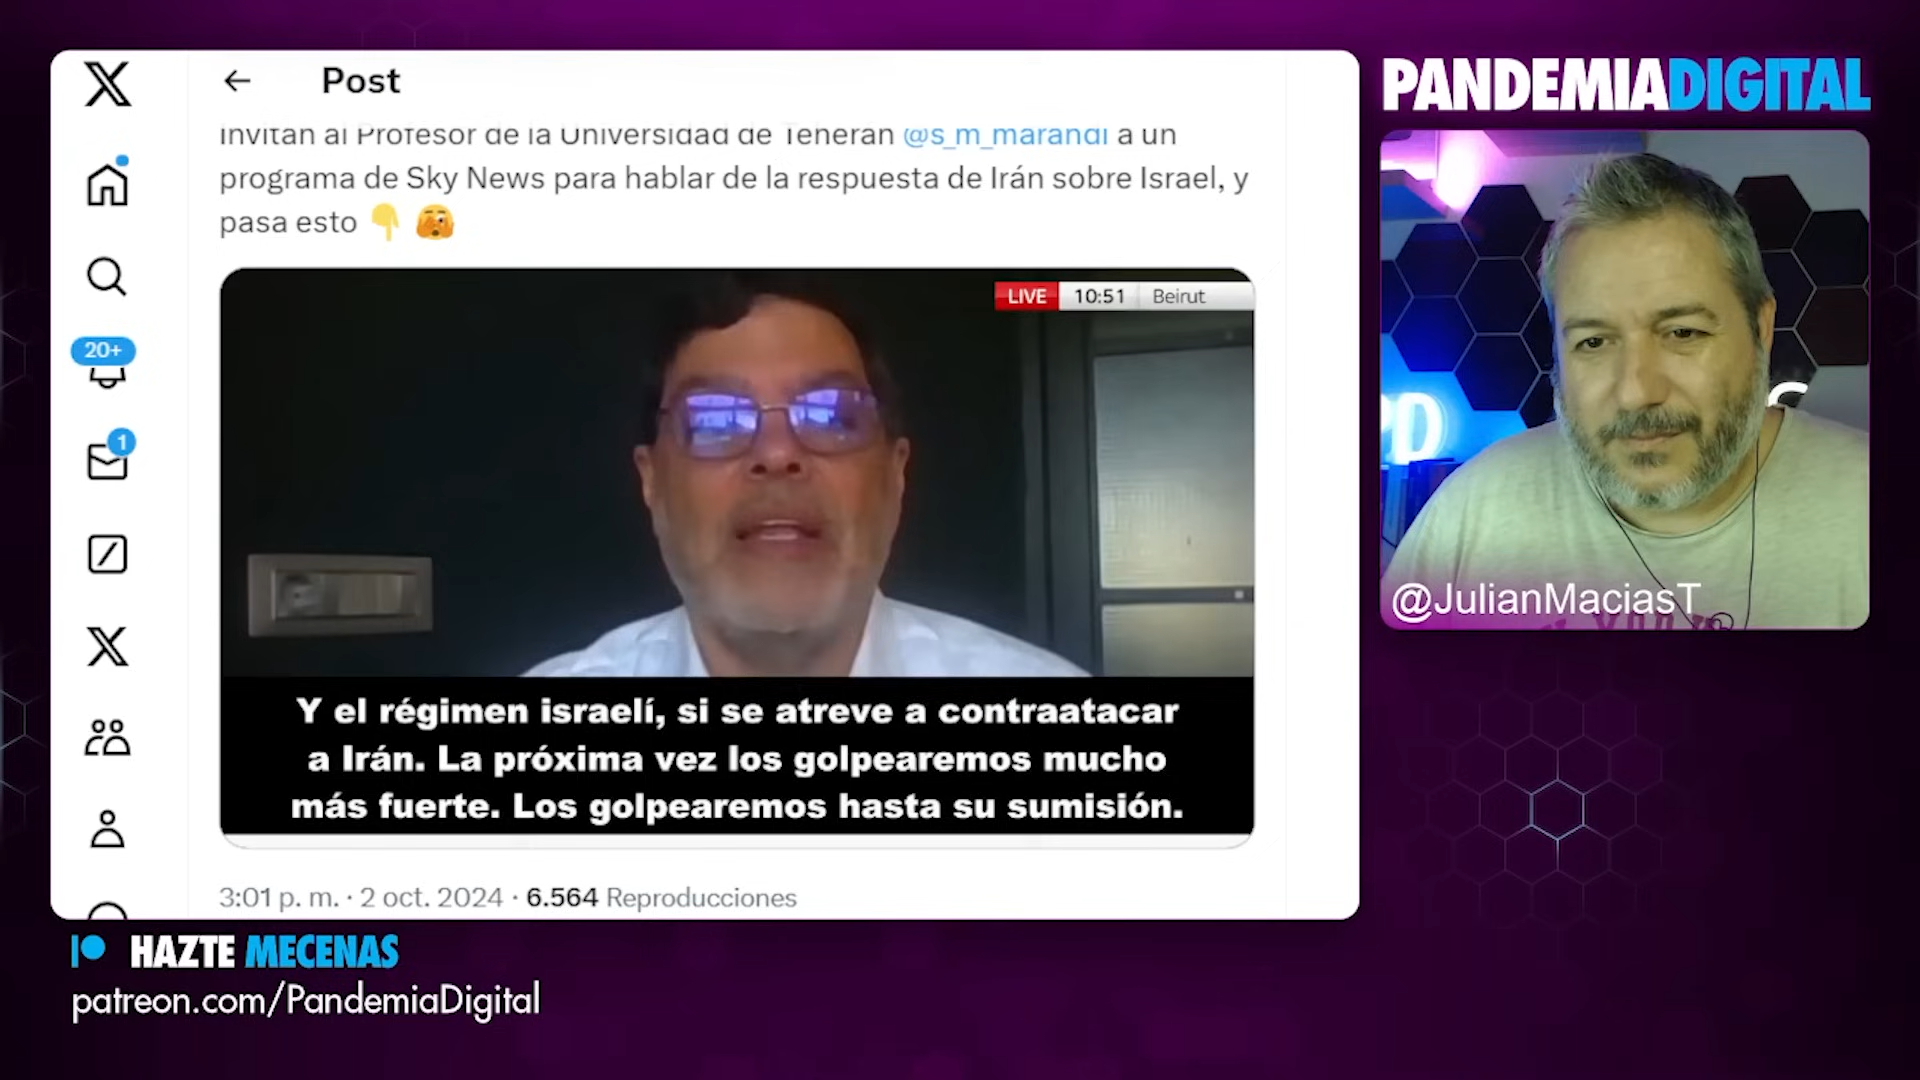 Post
invitan al Profesor de la Universidad de Teherán @s_m_marandi a un
programa de Sky News para hablar de la respuesta de Irán sobre Israel, y
pasa esto
LIVE 10:51 Beirut
Y el régimen israelí, si se atreve a contraatacar
a Irán. La próxima vez los golpearemos mucho
más fuerte. Los golpearemos hasta su sumisión.
3:01 p. m. · 2 oct. 2024 · 6.564 Reproducciones
20+
1
PANDEMIADIGITAL
PD
@JulianMaciasT
HAZTE MECENAS
patreon.com/PandemiaDigital